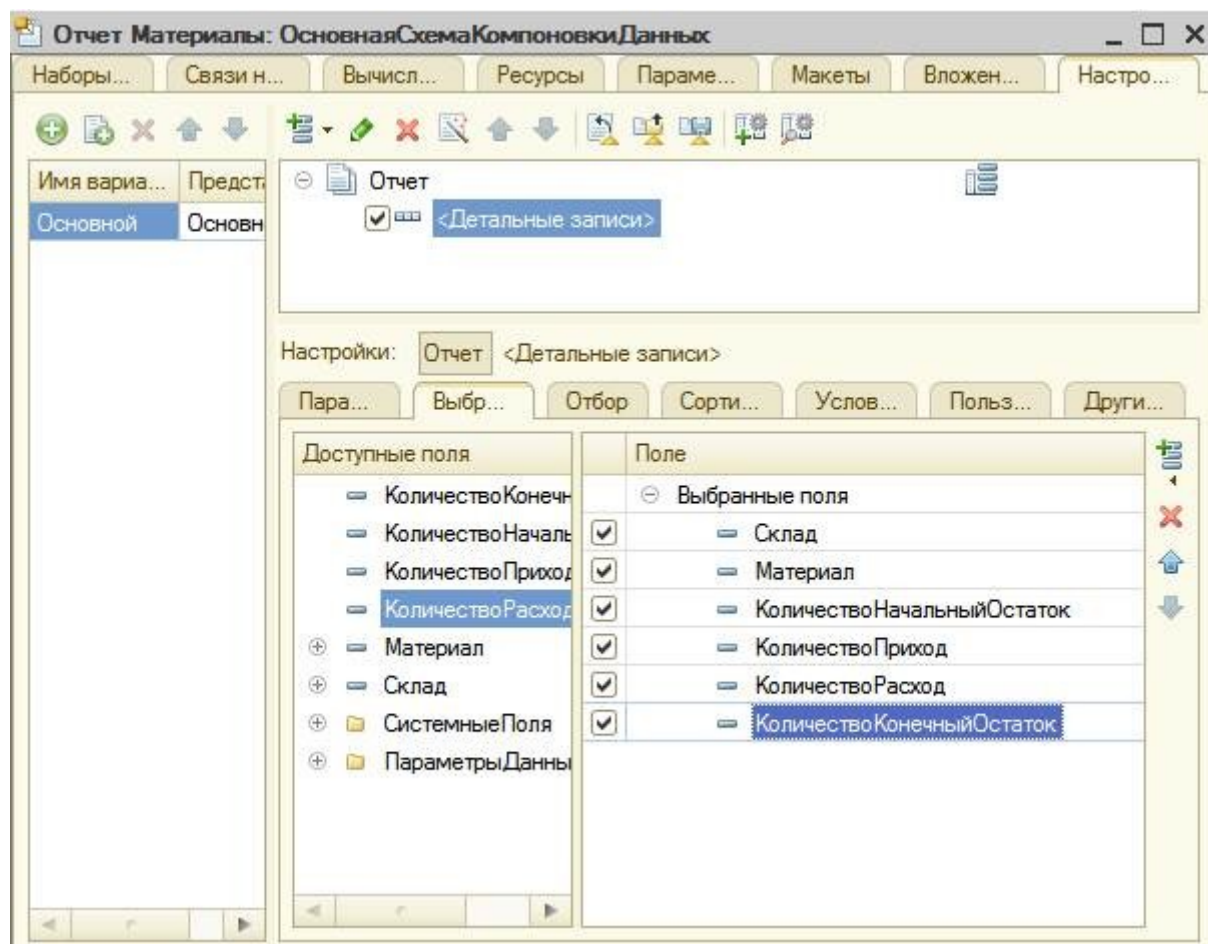 Отчет Материалы: ОсновнаяСхемаКомпоновкиДанных
Наборы... Связи н... Вычисл... Ресурсы Параме... Макеты Вложен... Настро...
Имя вариа... Предст
Основной Основн
Отчет
<Детальные записи>
Настройки: Отчет <Детальные записи>
Пара... Выбр... Отбор Сорти... Услов... Польз... Други...
Доступные поля Поле
КоличествоКонечн Выбранные поля
КоличествоНачаль Склад
КоличествоПриход Материал
КоличествоРасход КоличествоНачальныйОстаток
Материал КоличествоПриход
Склад КоличествоРасход
СистемныеПоля КоличествоКонечныйОстаток
ПараметрыДанны